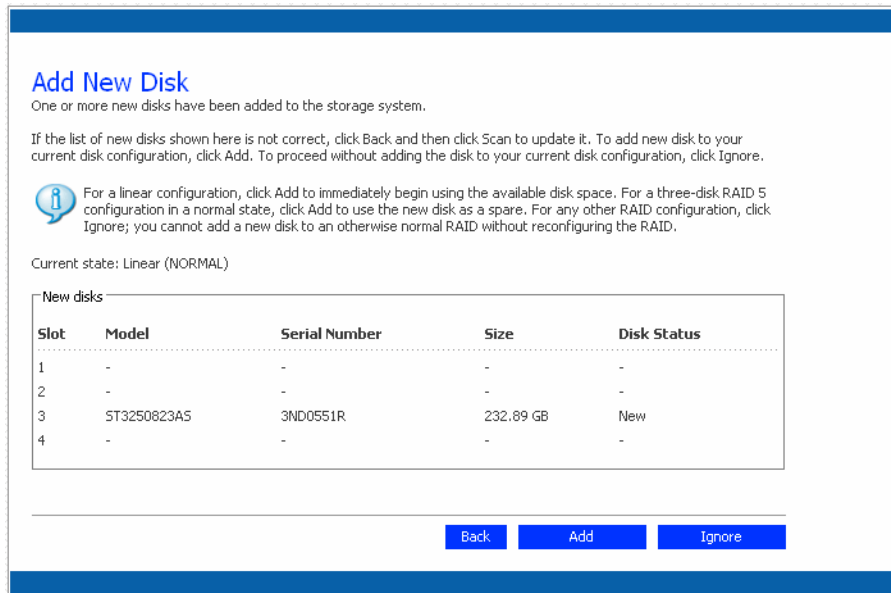 Add New Disk
One or more new disks have been added to the storage system.
If the list of new disks shown here is not correct, click Back and then click Scan to update it. To add new disk to your
current disk configuration, click Add. To proceed without adding the disk to your current disk configuration, click Ignore.
For a linear configuration, click Add to immediately begin using the available disk space. For a three-disk RAID 5
configuration in a normal state, click Add to use the new disk as a spare. For any other RAID configuration, click
Ignore; you cannot add a new disk to an otherwise normal RAID without reconfiguring the RAID.
Current state: Linear (NORMAL)
New disks
Slot Model Serial Number Size Disk Status
1 - - - -
2 - - - -
3 ST3250823AS 3ND0551R 232.89 GB New
4 - - - -
Back Add Ignore